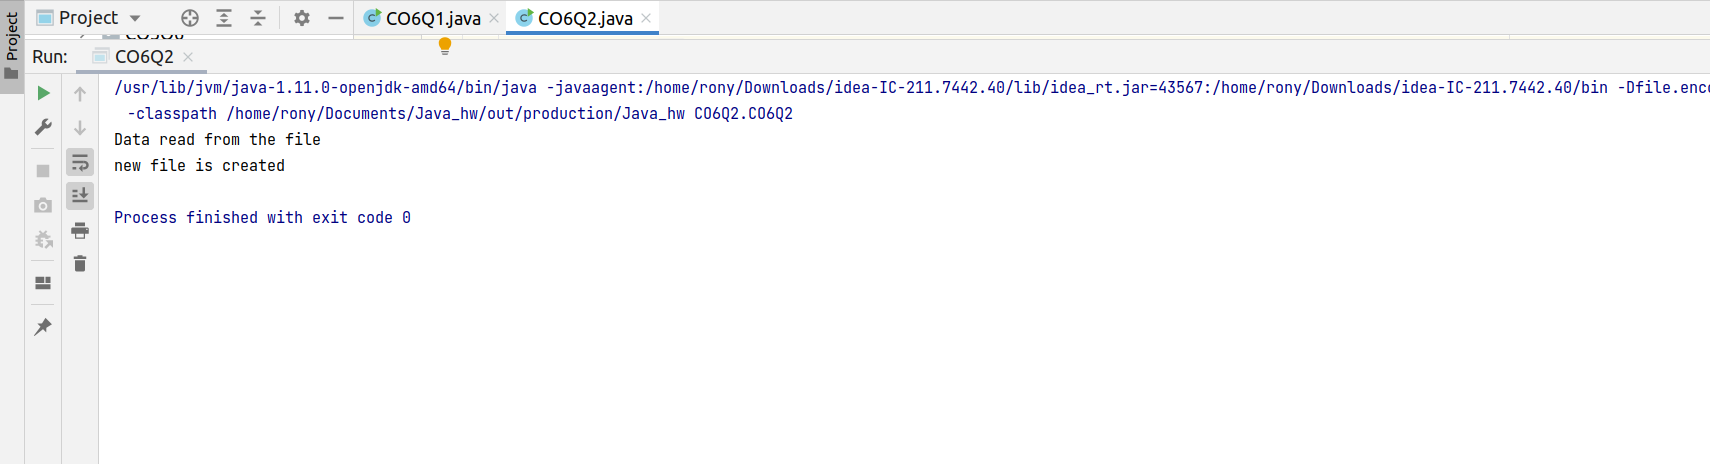 Project
Project
CO6Q1.java
CO6Q2.java
Run:
CO6Q2
/usr/lib/jvm/java-1.11.0-openjdk-amd64/bin/java -javaagent:/home/rony/Downloads/idea-IC-211.7442.40/lib/idea_rt.jar=43567:/home/rony/Downloads/idea-IC-211.7442.40/bin -Dfile.enco
-classpath /home/rony/Documents/Java_hw/out/production/Java_hw CO6Q2.CO6Q2
Data read from the file
new file is created
Process finished with exit code 0